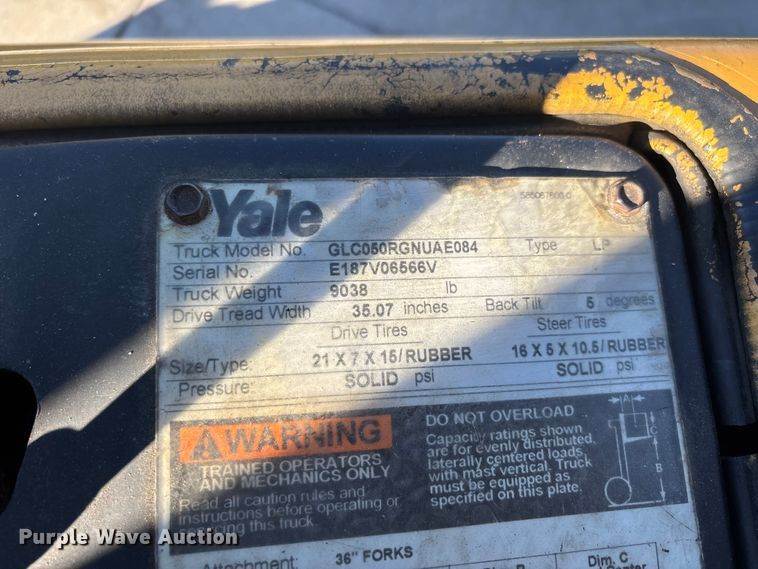 Yale
Truck Model No. GLC050RGNUAE084 Type LP
Serial No. E187V06566V
Truck Weight 9038 lb
Drive Tread Width 35.07 inches Back Tilt 5 degrees
Drive Tires Steer Tires
Size/Type: 21 X 7 X 15/ RUBBER 16 X 5 X 10.5/ RUBBER
Pressure: SOLID psi SOLID psi
WARNING
TRAINED OPERATORS
AND MECHANICS ONLY
Read all caution rules and
instructions before operating or
this truck.
DO NOT OVERLOAD
Capacity ratings shown
are for evenly distributed,
laterally centered loads
with mast vertical. Truck
must be equipped as
specified on this plate.
A
C
B
Attachment: 36" FORKS
Dim. C
Purple Wave Auction